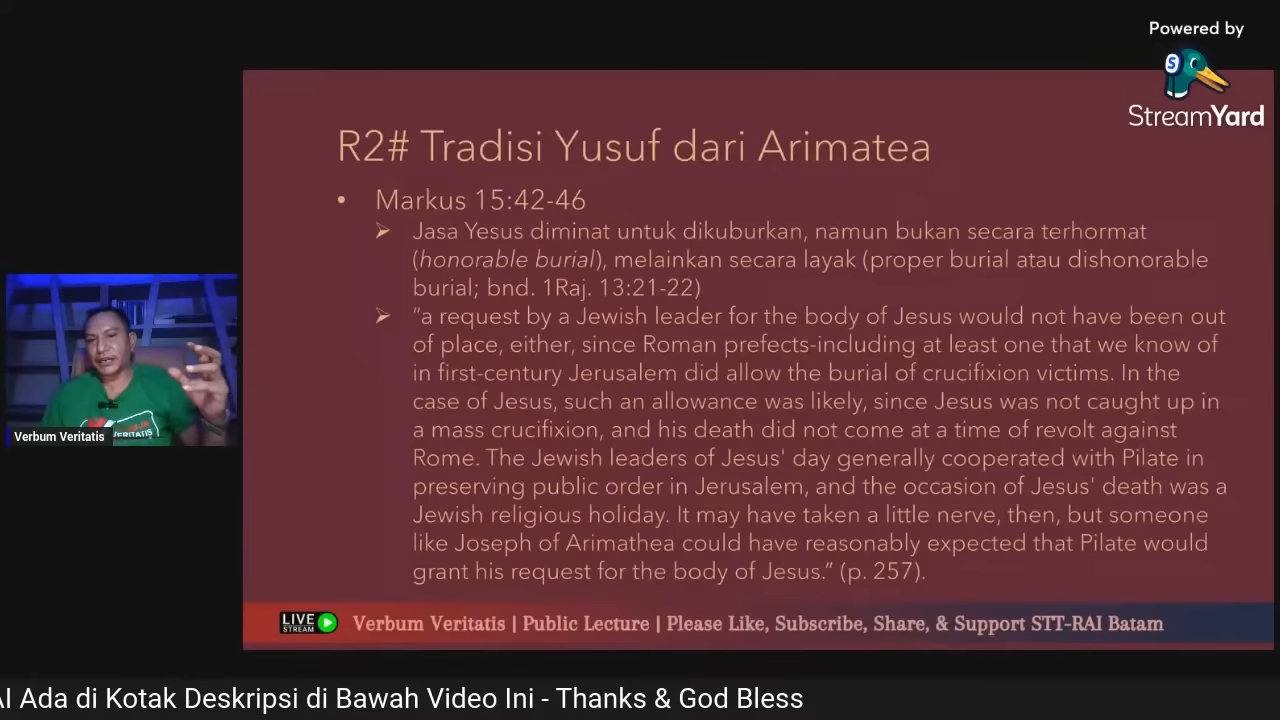 Powered by
StreamYard
R2# Tradisi Yusuf dari Arimatea
• Markus 15:42-46
➢ Jasa Yesus diminat untuk dikuburkan, namun bukan secara terhormat
(honorable burial), melainkan secara layak (proper burial atau dishonorable
burial; bnd. 1Raj. 13:21-22)
➢ “a request by a Jewish leader for the body of Jesus would not have been out
of place, either, since Roman prefects-including at least one that we know of
in first-century Jerusalem did allow the burial of crucifixion victims. In the
case of Jesus, such an allowance was likely, since Jesus was not caught up in
a mass crucifixion, and his death did not come at a time of revolt against
Rome. The Jewish leaders of Jesus' day generally cooperated with Pilate in
preserving public order in Jerusalem, and the occasion of Jesus' death was a
Jewish religious holiday. It may have taken a little nerve, then, but someone
like Joseph of Arimathea could have reasonably expected that Pilate would
grant his request for the body of Jesus.” (p. 257).
VERITATIS
Verbum Veritatis
LIVE
STREAM
Verbum Veritatis | Public Lecture | Please Like, Subscribe, Share, & Support STT-RAI Batam
AI Ada di Kotak Deskripsi di Bawah Video Ini - Thanks & God Bless